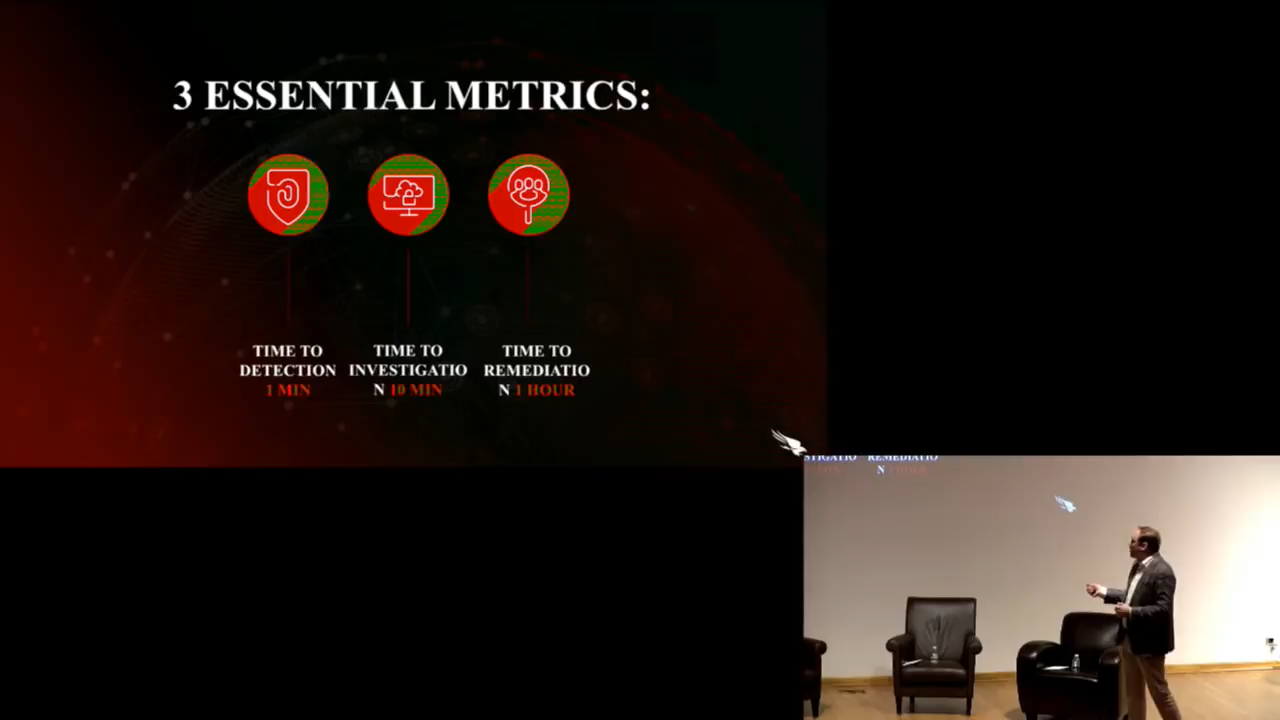 3 ESSENTIAL METRICS:
TIME TO
DETECTION
1 MIN
TIME TO
INVESTIGATIO
N 10 MIN
TIME TO
REMEDIATIO
N 1 HOUR
STIGATIO
REMEDIATIO
N